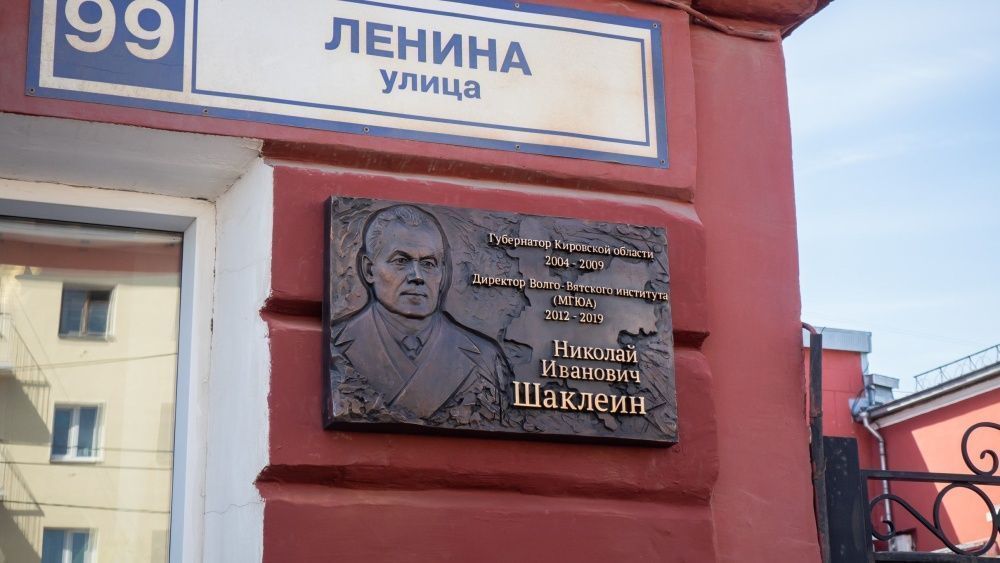 99
ЛЕНИНА
улица
Губернатор Кировской области
2004 - 2009
Директор Волго-Вятского института
(МГЮА)
2012 - 2019
Николай
Иванович
Шаклеин